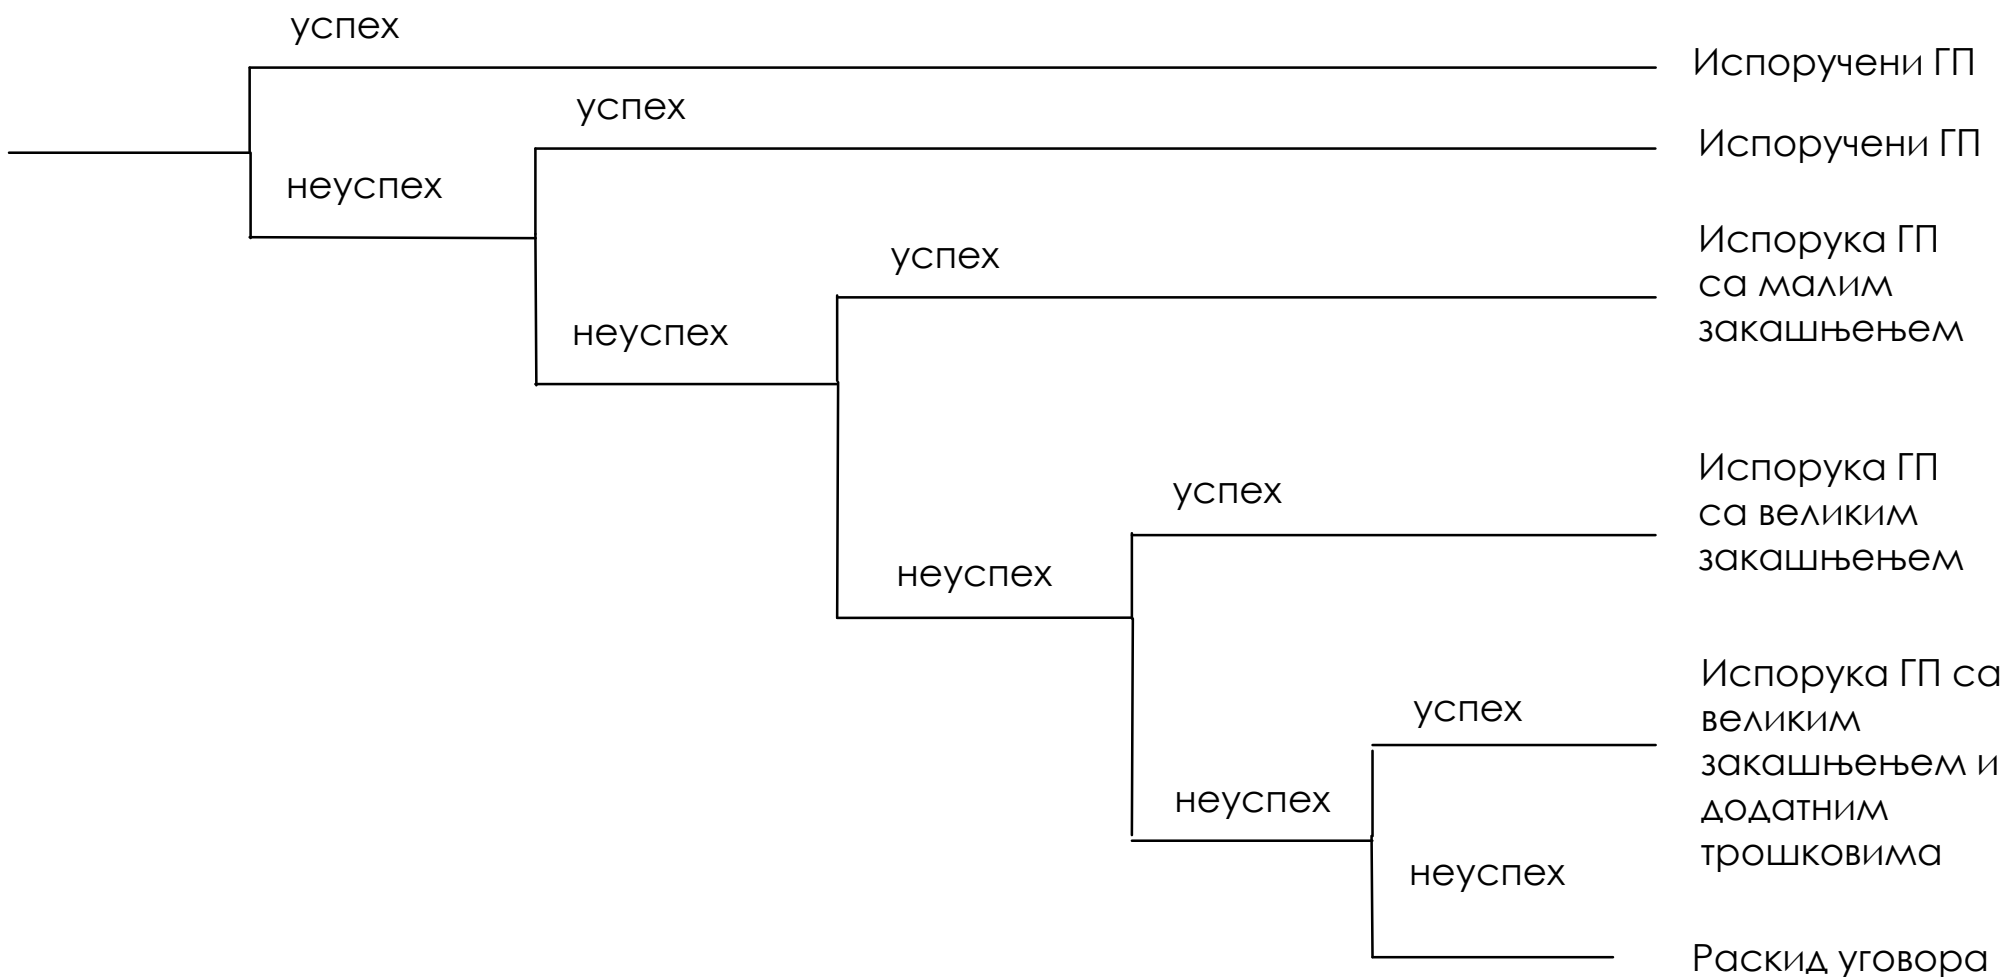 успех
Испоручени ГП
успех
Испоручени ГП
неуспех
Испорука ГП
са малим
закашњењем
успех
неуспех
Испорука ГП
са великим
закашњењем
успех
неуспех
Испорука ГП са
великим
закашњењем и
додатним
трошковима
успех
неуспех
неуспех
Раскид уговора